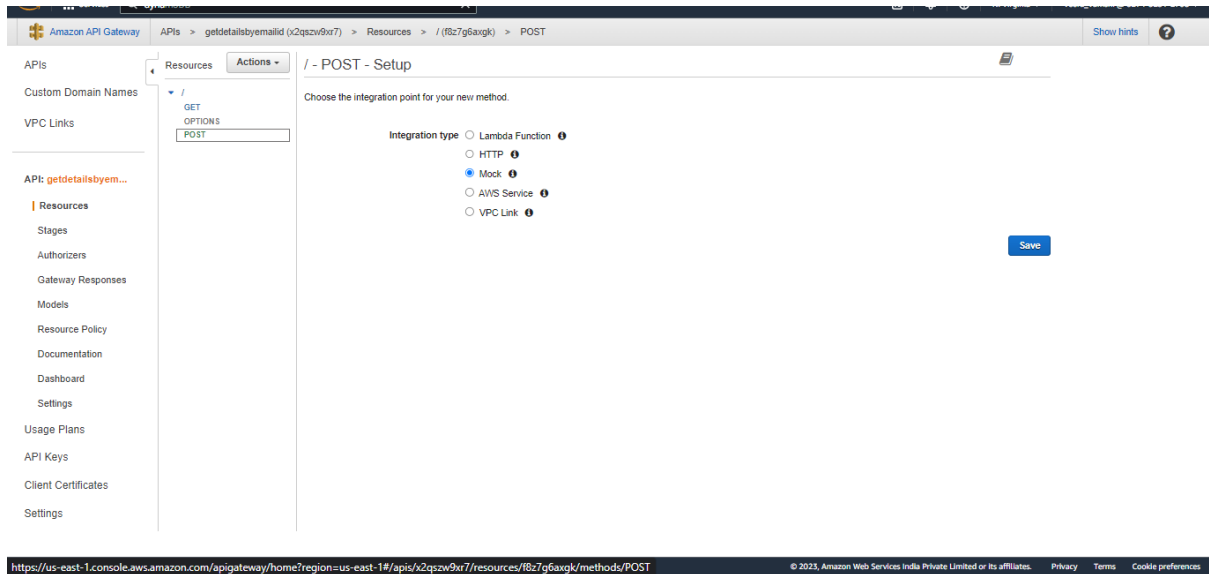 Amazon API Gateway APIs > getdetailsbyemailid (x2qszw9xr7) > Resources > / (f8z7g6axgk) > POST Show hints
APIs
Custom Domain Names
VPC Links
API: getdetailsbyem...
Resources
Stages
Authorizers
Gateway Responses
Models
Resource Policy
Documentation
Dashboard
Settings
Usage Plans
API Keys
Client Certificates
Settings
Resources Actions
/
GET
OPTIONS
POST
/ - POST - Setup
Choose the integration point for your new method.
Integration type Lambda Function
HTTP
Mock
AWS Service
VPC Link
Save
https://us-east-1.console.aws.amazon.com/apigateway/home?region=us-east-1#/apis/x2qszw9xr7/resources/f8z7g6axgk/methods/POST © 2023, Amazon Web Services India Private Limited or its affiliates. Privacy Terms Cookie preferences